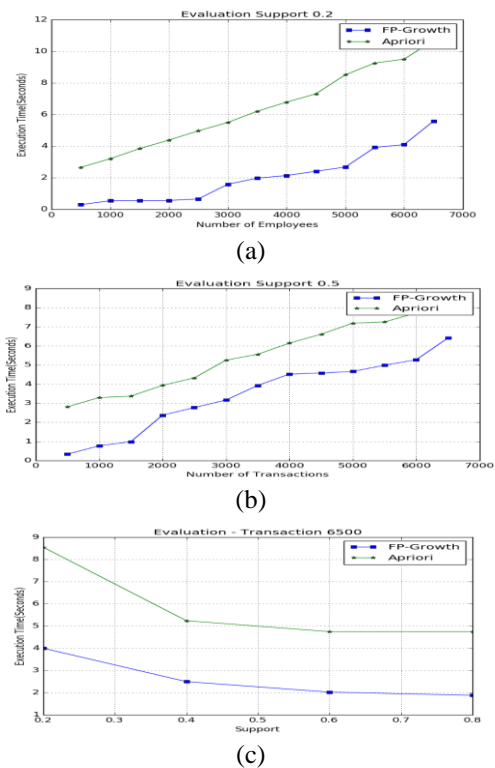 Evaluation Support 0.2
12
10
8
6
4
2
0
Execution Time(Seconds)
FP-Growth
Apriori
0 1000 2000 3000 4000 5000 6000 7000
Number of Employees
(a)
Evaluation Support 0.5
9
8
7
6
5
4
3
2
1
0
Execution Time(Seconds)
FP-Growth
Apriori
0 1000 2000 3000 4000 5000 6000 7000
Number of Transactions
(b)
Evaluation - Transaction 6500
9
8
7
6
5
4
3
2
1
Execution Time(Seconds)
FP-Growth
Apriori
0.2 0.3 0.4 0.5 0.6 0.7 0.8
Support
(c)